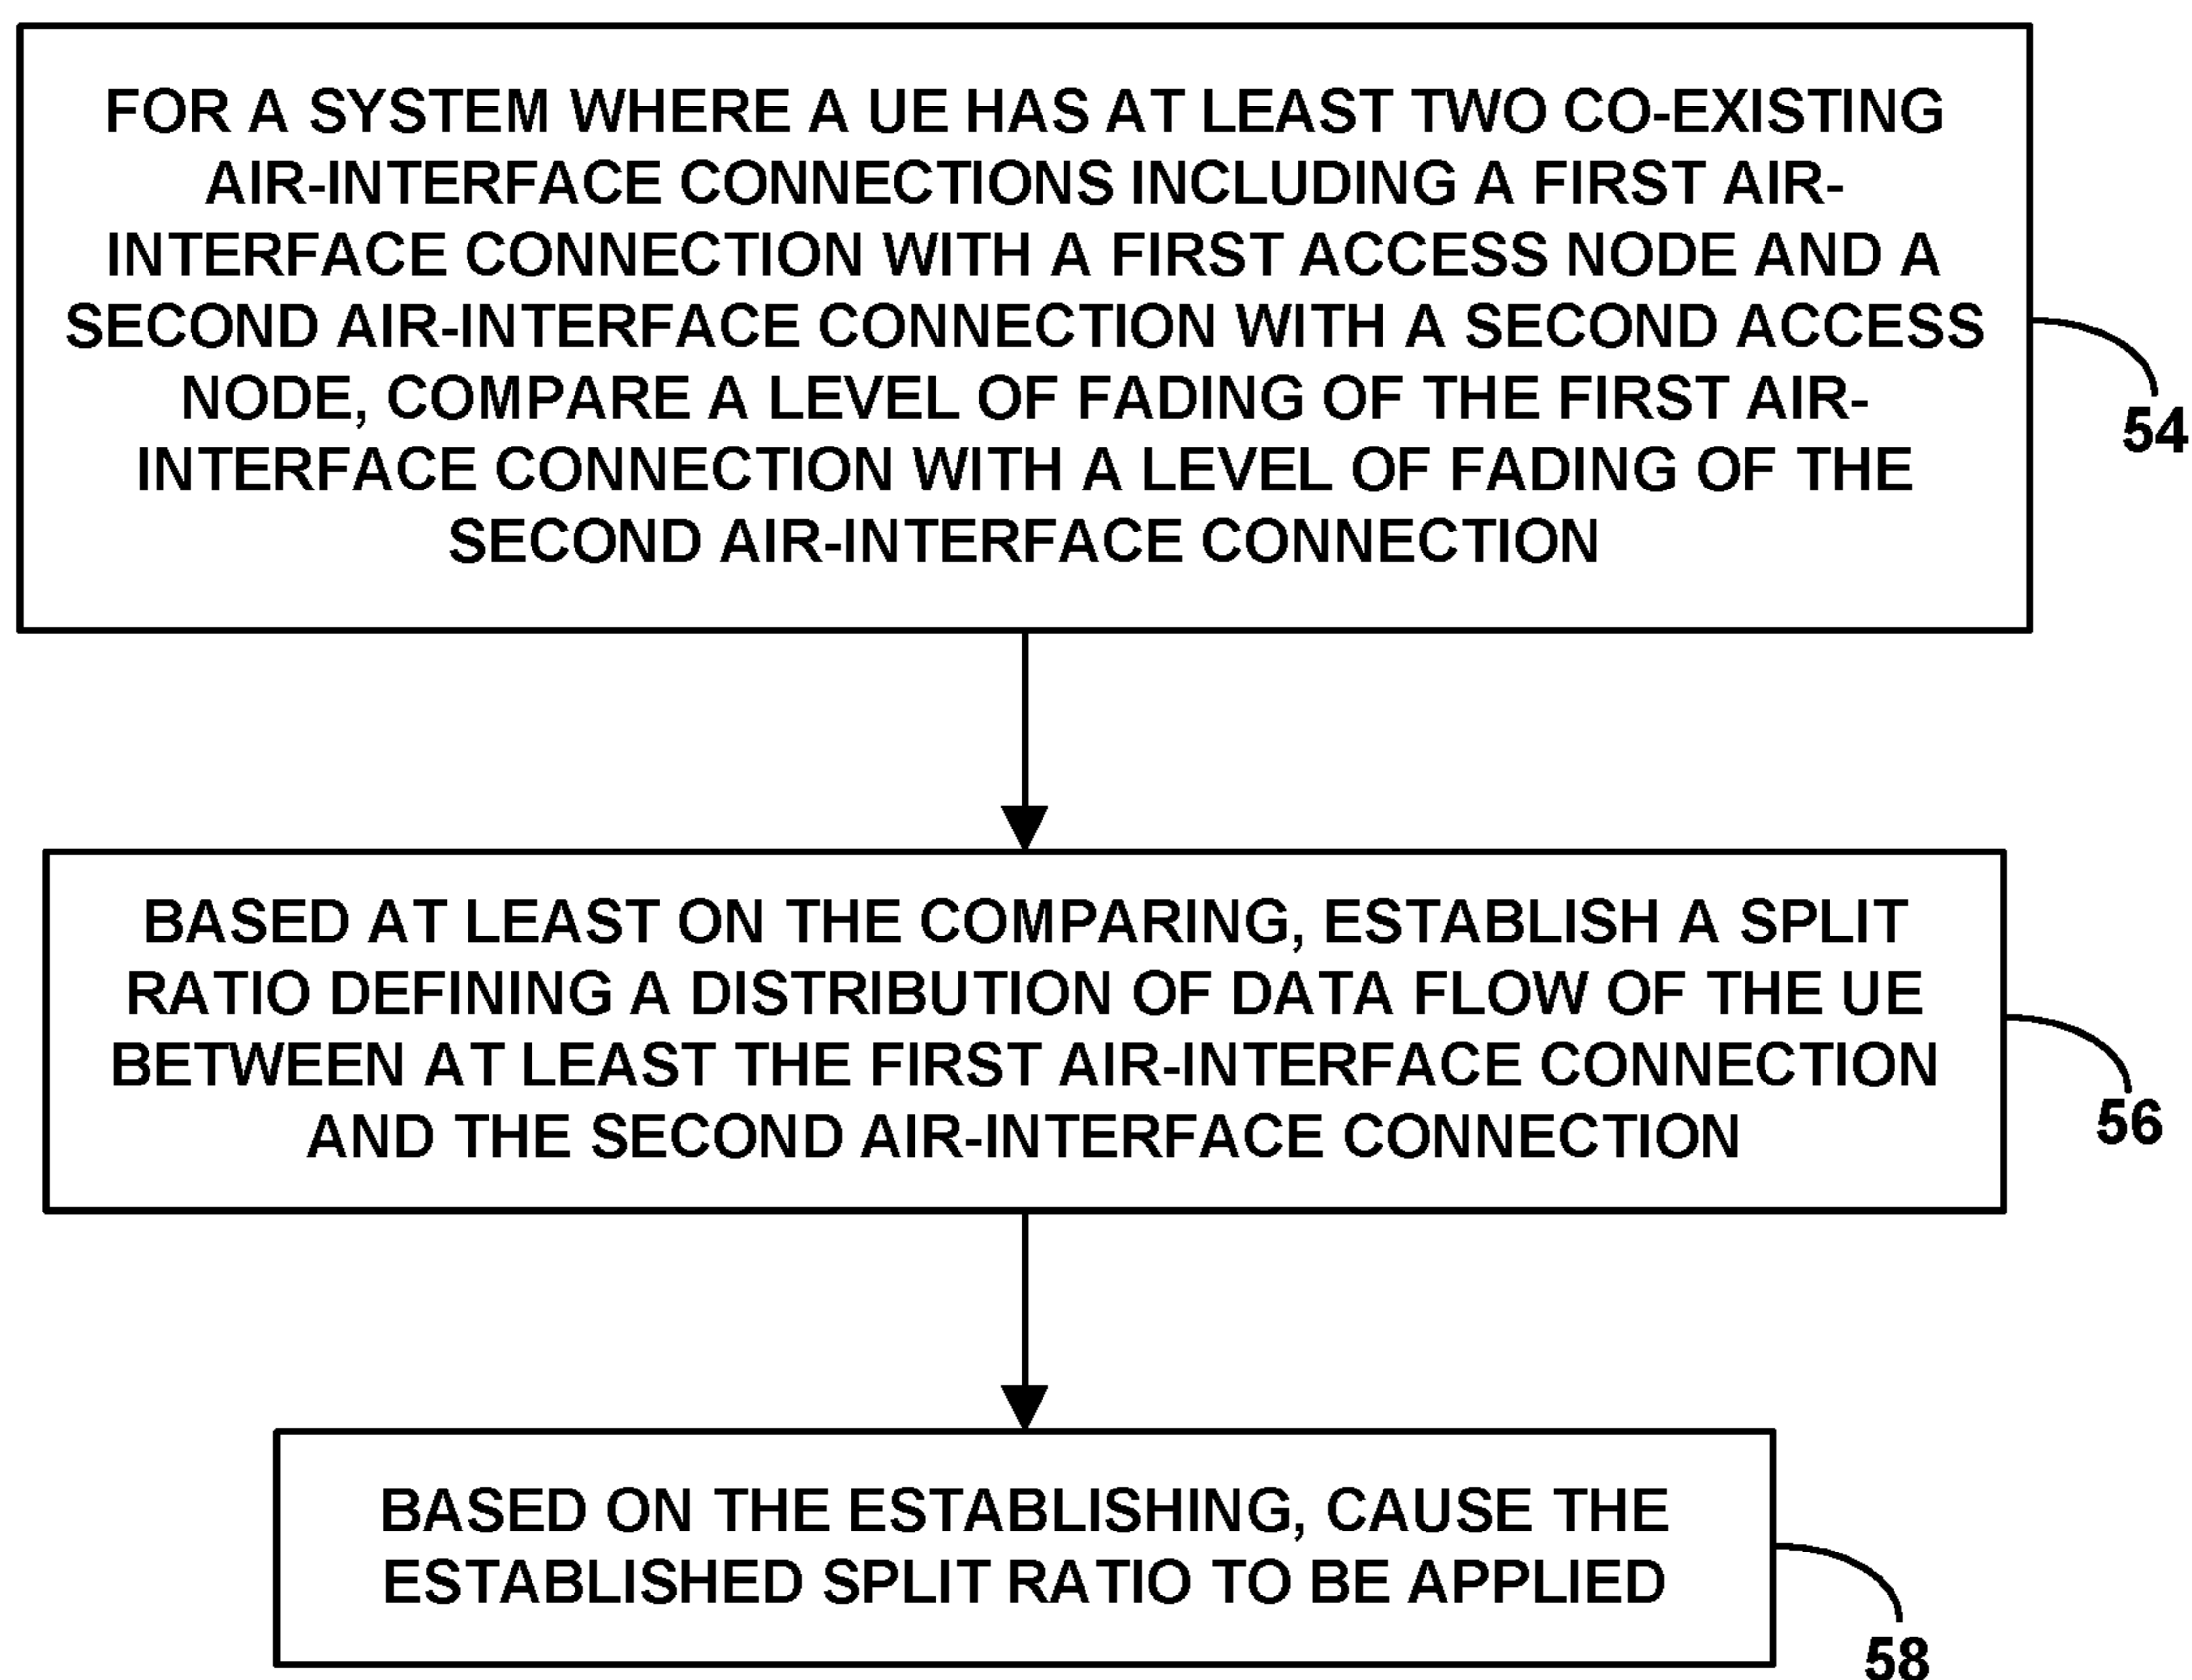 FOR A SYSTEM WHERE A UE HAS AT LEAST TWO CO-EXISTING
AIR-INTERFACE CONNECTIONS INCLUDING A FIRST AIR-
INTERFACE CONNECTION WITH A FIRST ACCESS NODE AND A
SECOND AIR-INTERFACE CONNECTION WITH A SECOND ACCESS
NODE, COMPARE A LEVEL OF FADING OF THE FIRST AIR-
INTERFACE CONNECTION WITH A LEVEL OF FADING OF THE
SECOND AIR-INTERFACE CONNECTION
54
BASED AT LEAST ON THE COMPARING, ESTABLISH A SPLIT
RATIO DEFINING A DISTRIBUTION OF DATA FLOW OF THE UE
BETWEEN AT LEAST THE FIRST AIR-INTERFACE CONNECTION
AND THE SECOND AIR-INTERFACE CONNECTION
56
BASED ON THE ESTABLISHING, CAUSE THE
ESTABLISHED SPLIT RATIO TO BE APPLIED
58